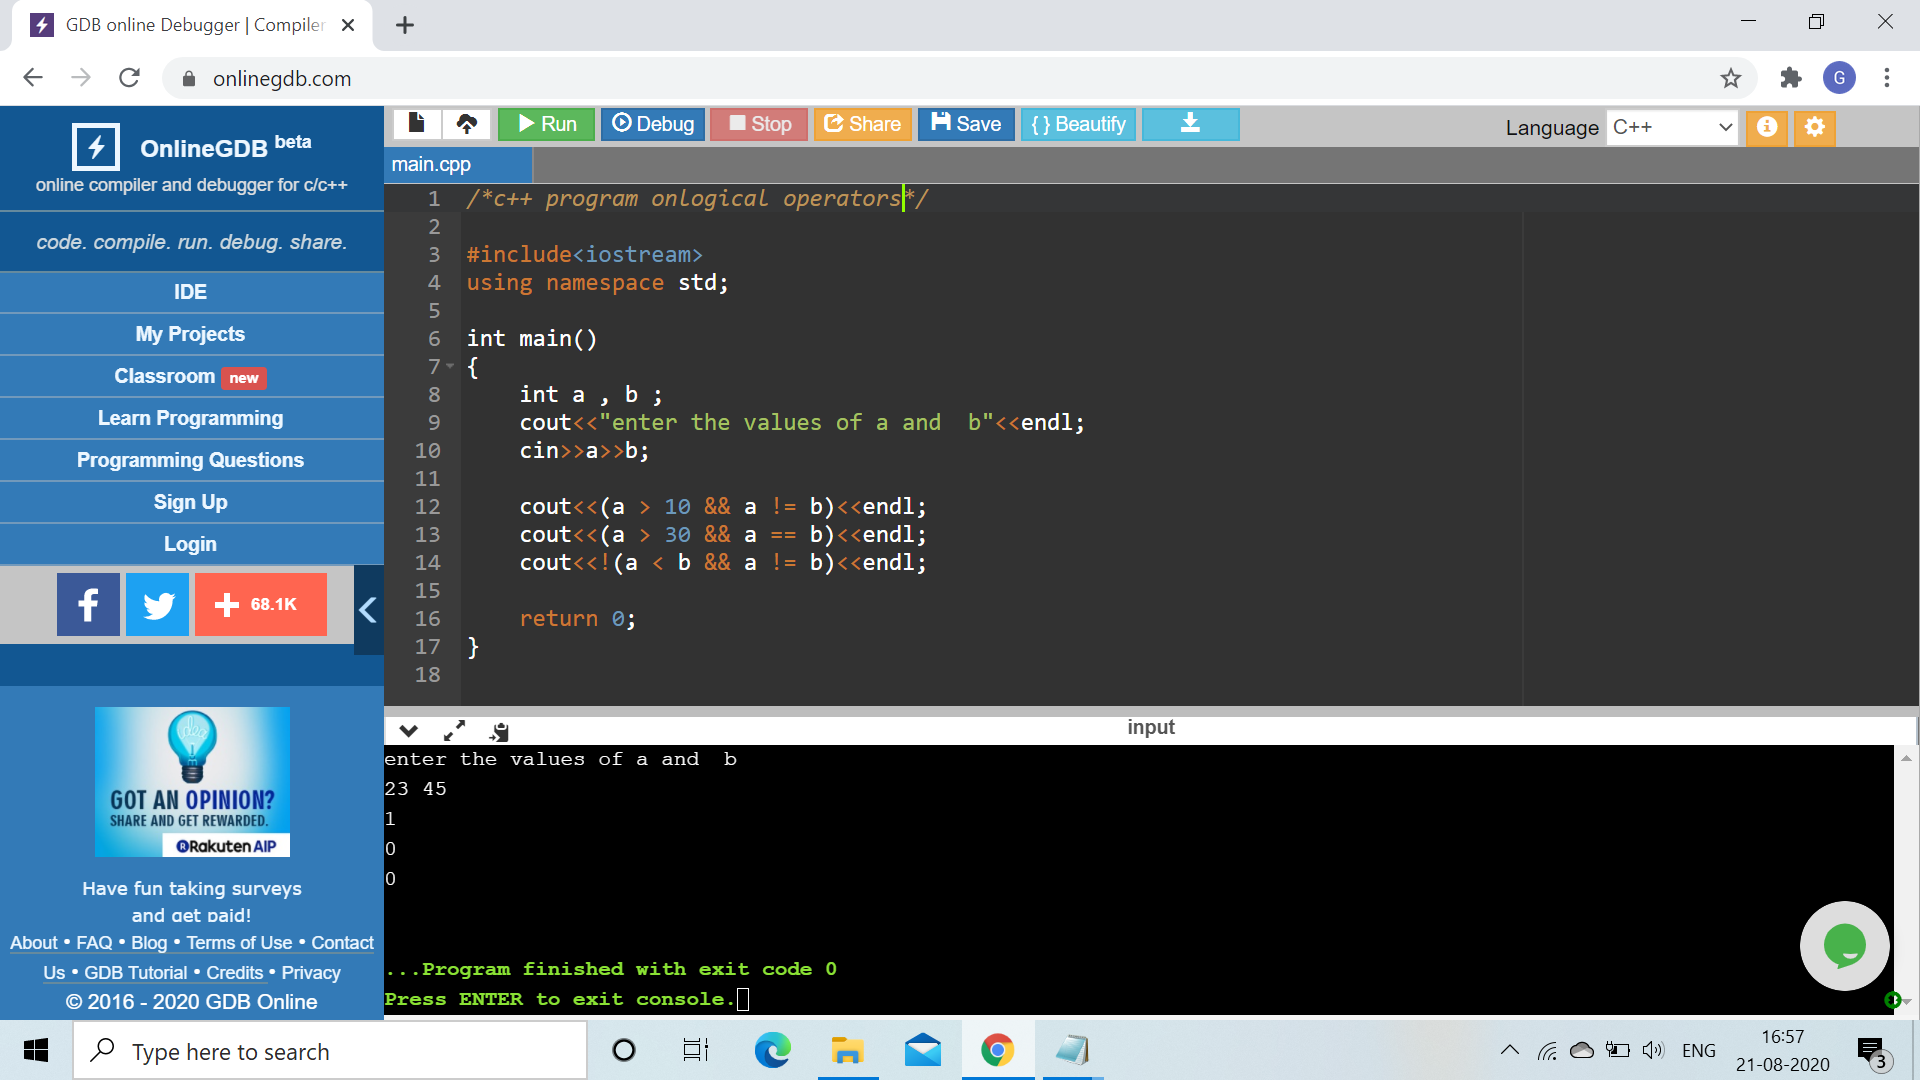 GDB online Debugger | Compiler
onlinegdb.com
G
OnlineGDB beta
online compiler and debugger for c/c++
code. compile. run. debug. share.
IDE
My Projects
Classroom new
Learn Programming
Programming Questions
Sign Up
Login
68.1K
idea
GOT AN OPINION?
SHARE AND GET REWARDED.
Rakuten AIP
Have fun taking surveys
and get paid!
About • FAQ • Blog • Terms of Use • Contact
Us • GDB Tutorial • Credits • Privacy
© 2016 - 2020 GDB Online
Run Debug Stop Share Save {} Beautify
Language C++
main.cpp
1 /*c++ program onlogical operators*/
2
3 #include<iostream>
4 using namespace std;
5
6 int main()
7 {
8     int a , b ;
9     cout<<"enter the values of a and  b"<<endl;
10     cin>>a>>b;
11
12     cout<<(a > 10 && a != b)<<endl;
13     cout<<(a > 30 && a == b)<<endl;
14     cout<<!(a < b && a != b)<<endl;
15
16     return 0;
17 }
18
input
enter the values of a and  b
23 45
1
0
0
...Program finished with exit code 0
Press ENTER to exit console.
Type here to search
ENG
16:57
21-08-2020
3